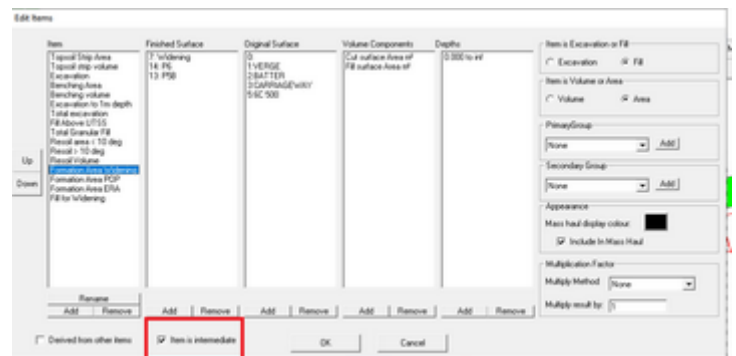 Edit Items
Item
Topsoil Strip Area
Topsoil strip volume
Excavation
Benching Area
Benching volume
Excavation to 1m depth
Total excavation
Fill Above UTSS
Total Granular Fill
Resoil area < 10 deg
Resoil > 10 deg
Resoil Volume
Formation Area Widening
Formation Area POP
Formation Area ERA
Fill for Widening
Up
Down
Rename
Add Remove
Finished Surface
7: Widening
14: P6
13: PSB
Add Remove
Original Surface
0:
1:VERGE
2:BATTER
3:CARRIAGEWAY
5:6C 500
Add Remove
Volume Components
Cut surface Area m²
Fill surface Area m²
Add Remove
Depths
0.000 to inf
Add Remove
Item is Excavation or Fill
Excavation Fill
Item is Volume or Area
Volume Area
PrimaryGroup
None Add
Secondary Group
None Add
Appearance
Mass haul display colour:
Include In Mass Haul
Multiplication Factor
Multiply Method None
Multiply result by: 1
Derived from other items
Item is intermediate
OK
Cancel